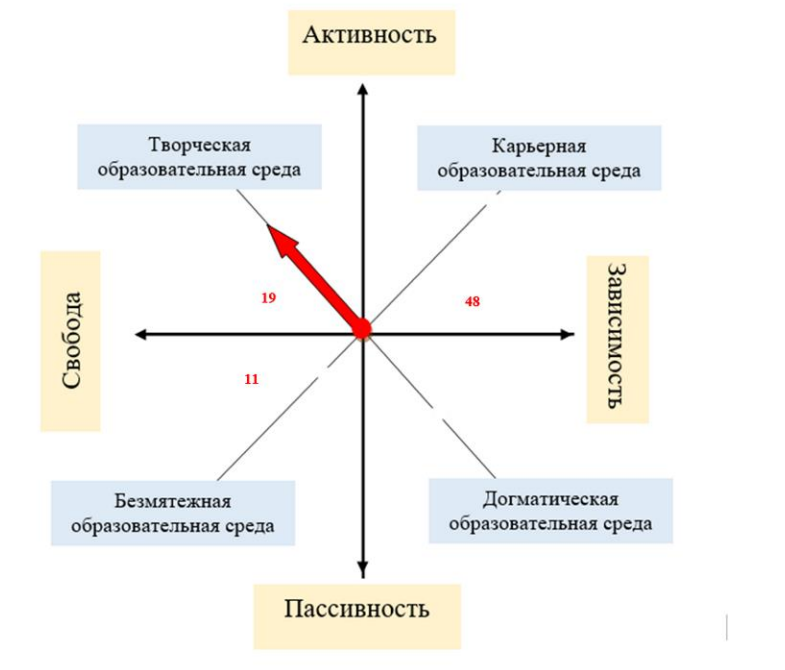 Активность
Творческая
образовательная среда
Карьерная
образовательная среда
Свобода
19
48
Зависимость
11
Безмятежная
образовательная среда
Догматическая
образовательная среда
Пассивность